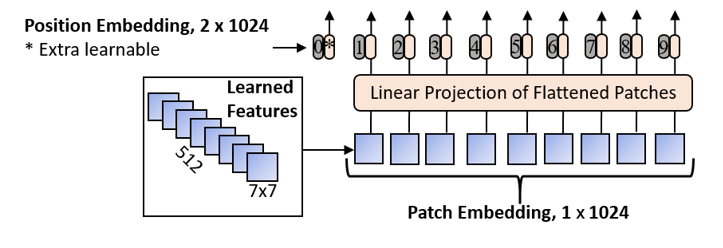 Position Embedding, 2 x 1024
* Extra learnable
0 * 1 2 3 4 5 6 7 8 9
Learned
Features
Linear Projection of Flattened Patches
512
7x7
Patch Embedding, 1 x 1024